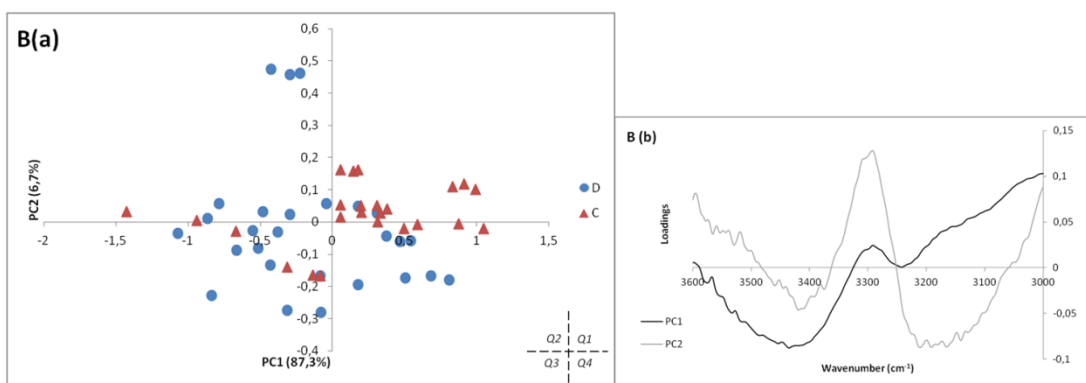 B(a)
0,6
0,5
0,4
0,3
0,2
0,1
0
-0,1
-0,2
-0,3
-0,4
-2
-1,5
-1
-0,5
0
0,5
1
1,5
PC2 (6,7%)
PC1 (87,3%)
D
C
Q2 Q1
Q3 Q4
B (b)
0,15
0,1
0,05
0
-0,05
-0,1
Loadings
3600
3500
3400
3300
3200
3100
3000
PC1
PC2
Wavenumber (cm⁻¹)